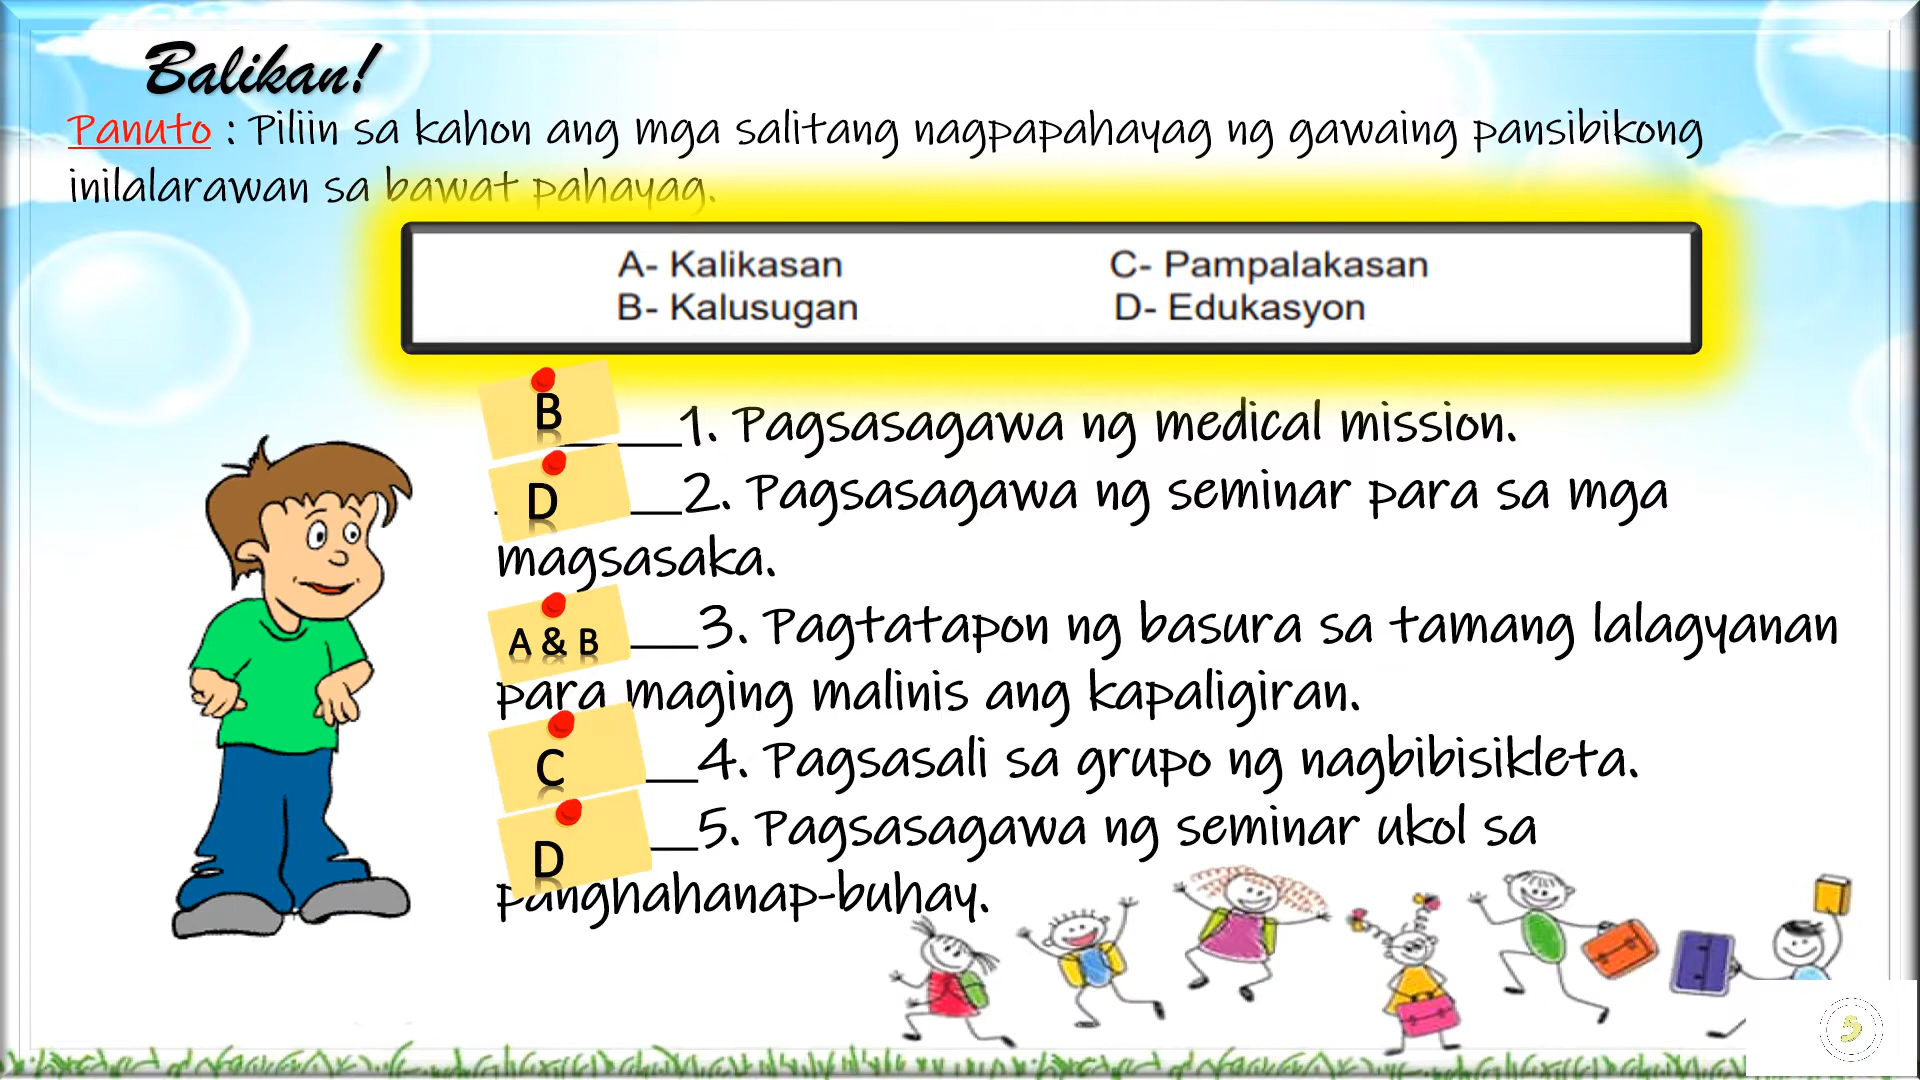 Balikan!
Panuto : Piliin sa kahon ang mga salitang nagpapahayag ng gawaing pansibikong
inilalarawan sa bawat pahayag.
A- Kalikasan C- Pampalakasan
B- Kalusugan D- Edukasyon
B ____1. Pagsasagawa ng medical mission.
D __2. Pagsasagawa ng seminar para sa mga
magsasaka.
A & B __3. Pagtatapon ng basura sa tamang lalagyanan
para maging malinis ang kapaligiran.
C __4. Pagsasali sa grupo ng nagbibisikleta.
D __5. Pagsasagawa ng seminar ukol sa
panghahanap-buhay.
5